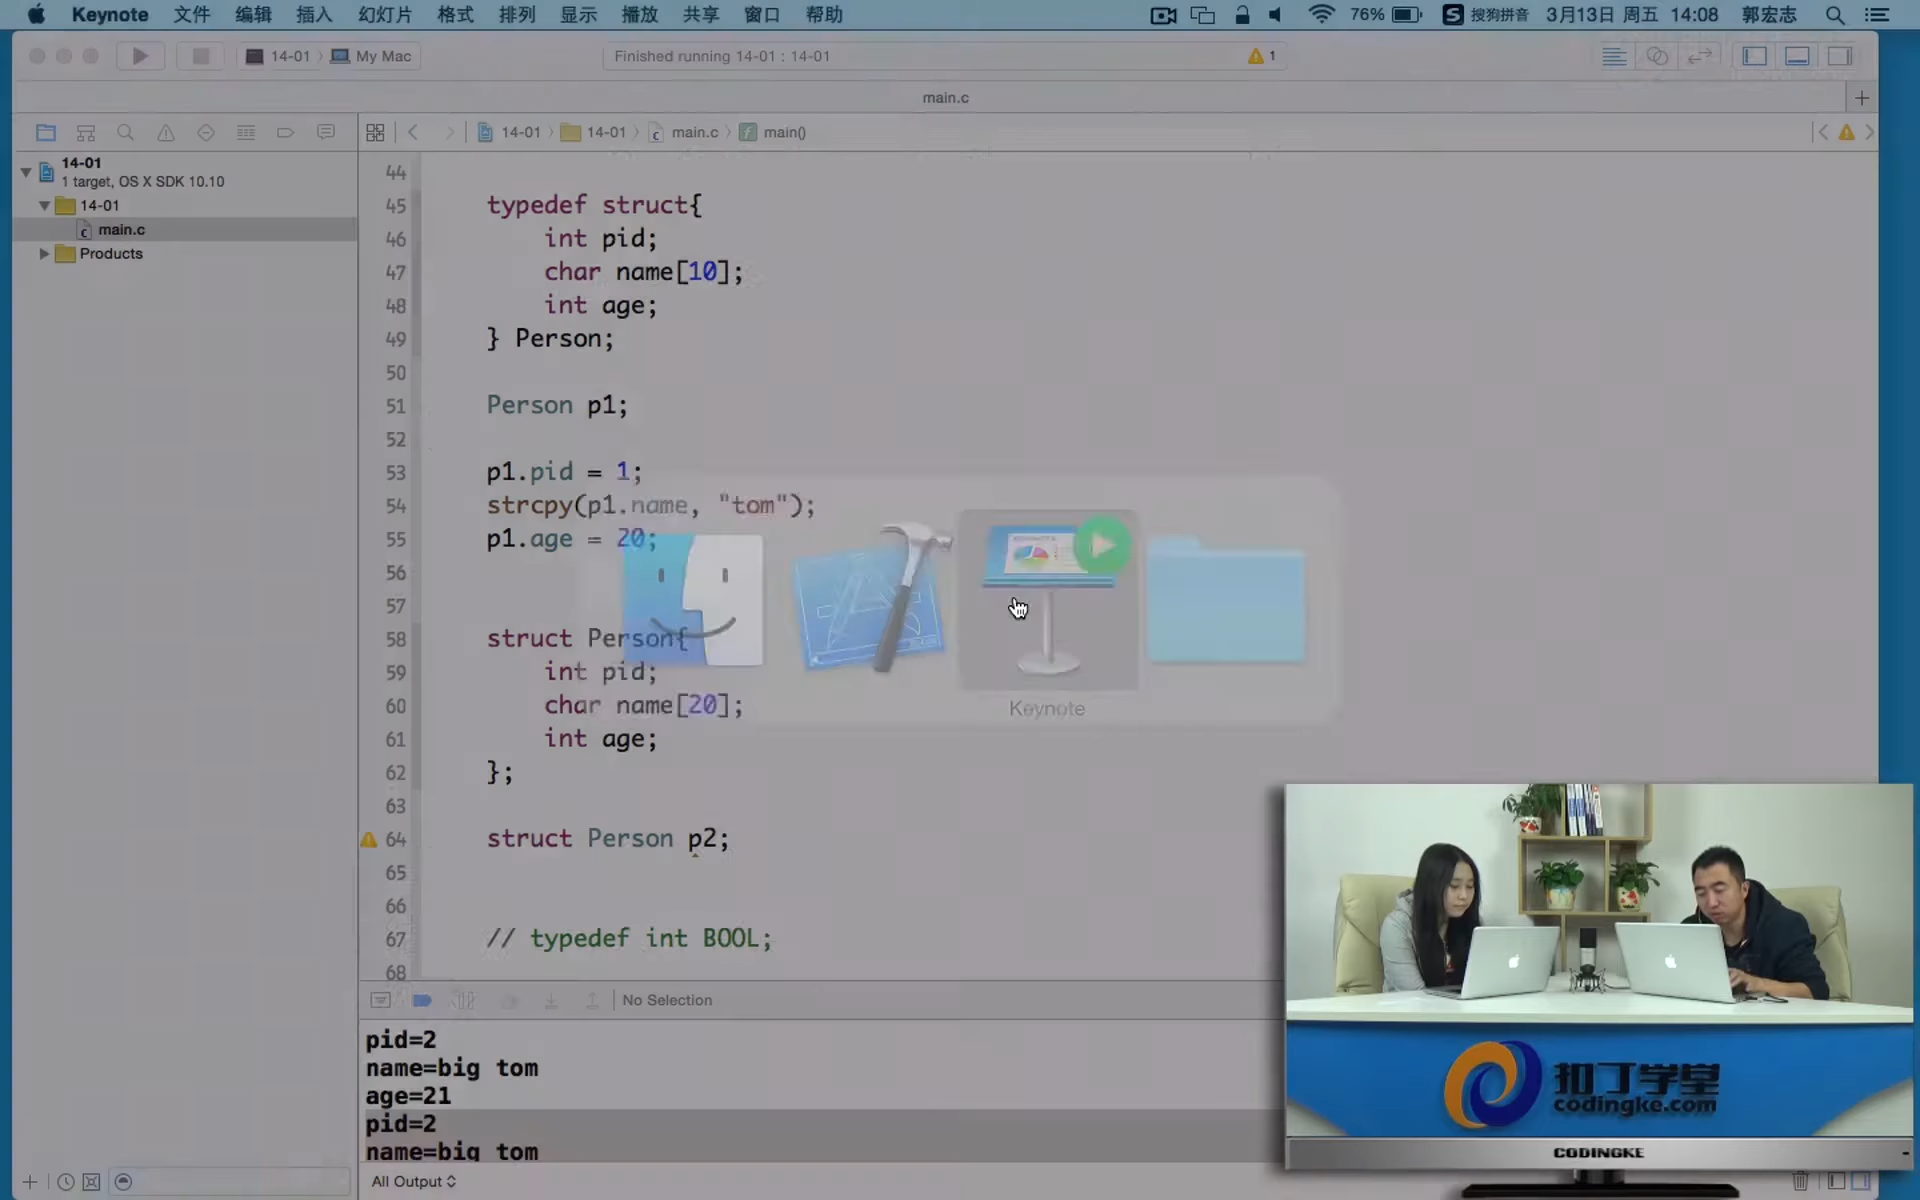 Keynote 文件 编辑 插入 幻灯片 格式 排列 显示 播放 共享 窗口 帮助 76% S 搜狗拼音 3月13日 周五 14:08 郭宏志
14-01 My Mac Finished running 14-01 : 14-01 1
main.c
14-01 14-01 main.c main()
14-01
1 target, OS X SDK 10.10
14-01
main.c
Products
44
45 typedef struct{
46 int pid;
47 char name[10];
48 int age;
49 } Person;
50
51 Person p1;
52
53 p1.pid = 1;
54 strcpy(p1.name, "tom");
55 p1.age = 20;
56
57
58 struct Person{
59 int pid;
60 char name[20];
61 int age;
62 };
63
64 struct Person p2;
65
66
67 // typedef int BOOL;
68
Keynote
No Selection
pid=2
name=big tom
age=21
pid=2
name=big tom
All Output
扣丁学堂
codingke.com
CODINGKE